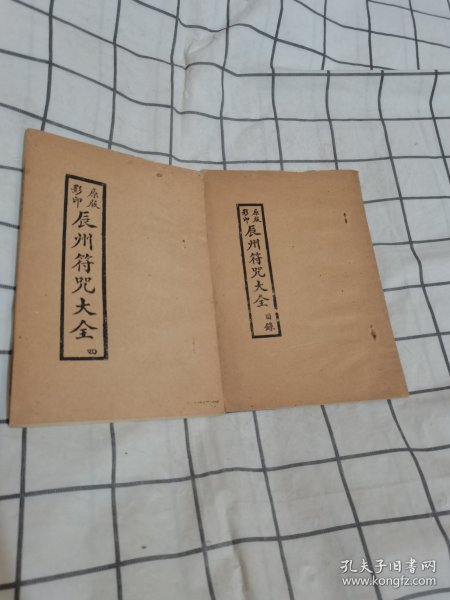 原版
影印
辰州符咒大全
四
原版
影印
辰州符咒大全
目錄
孔夫子旧书网
www.kongfz.com